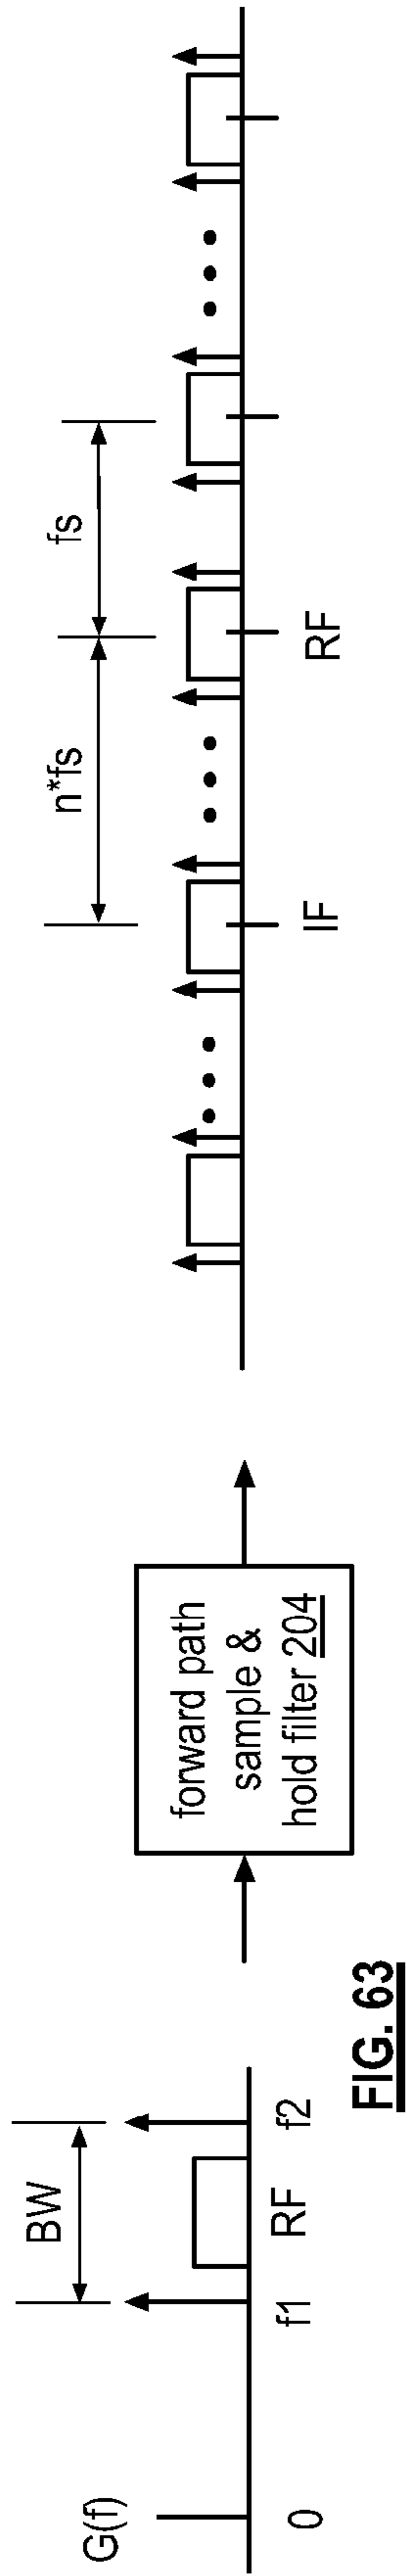 G(f)
BW
0
f1
RF
f2
forward path
sample &
hold filter 204
n*fs
fs
IF
RF
FIG. 63